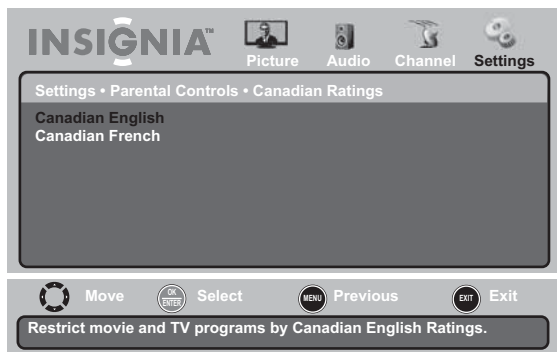 INSIGNIA™
Picture Audio Channel Settings
Settings • Parental Controls • Canadian Ratings
Canadian English
Canadian French
Move OK ENTER Select MENU Previous EXIT Exit
Restrict movie and TV programs by Canadian English Ratings.